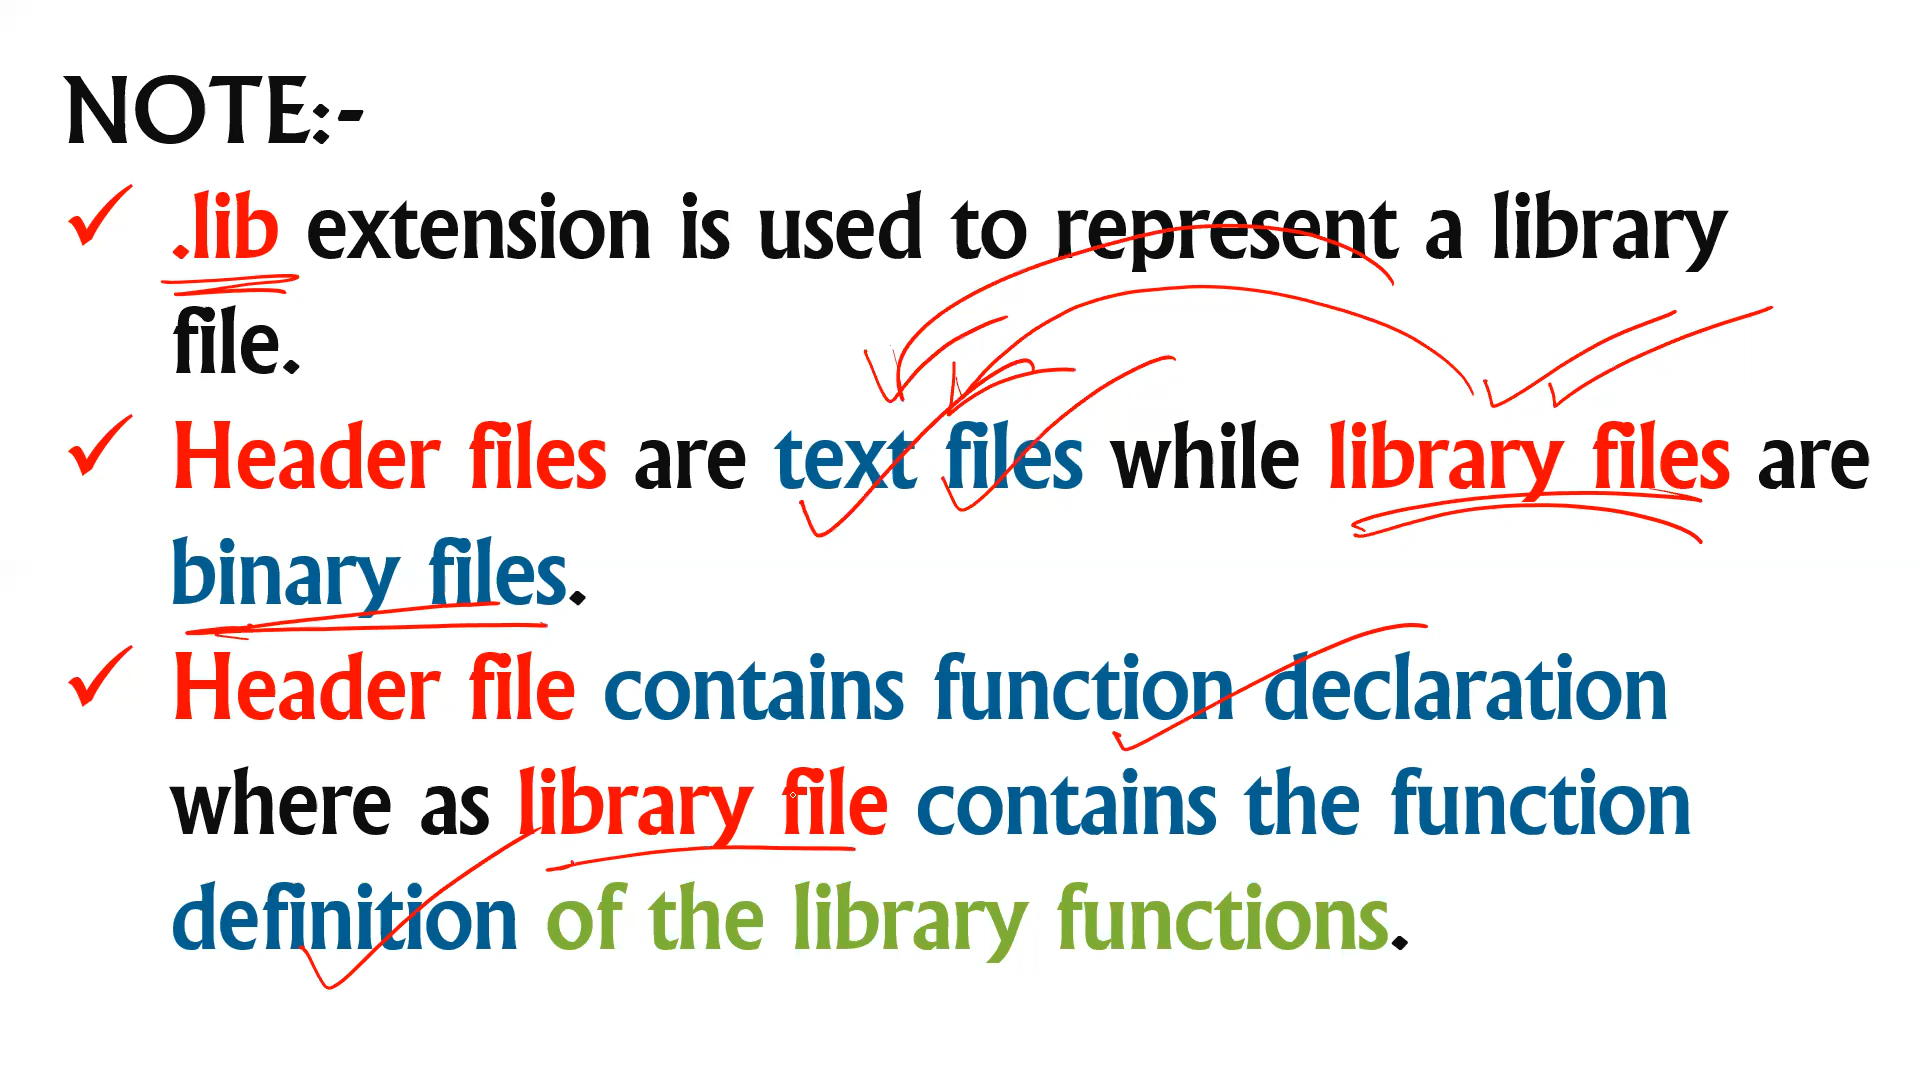 NOTE:-
.lib extension is used to represent a library
file.
Header files are text files while library files are
binary files.
Header file contains function declaration
where as library file contains the function
definition of the library functions.